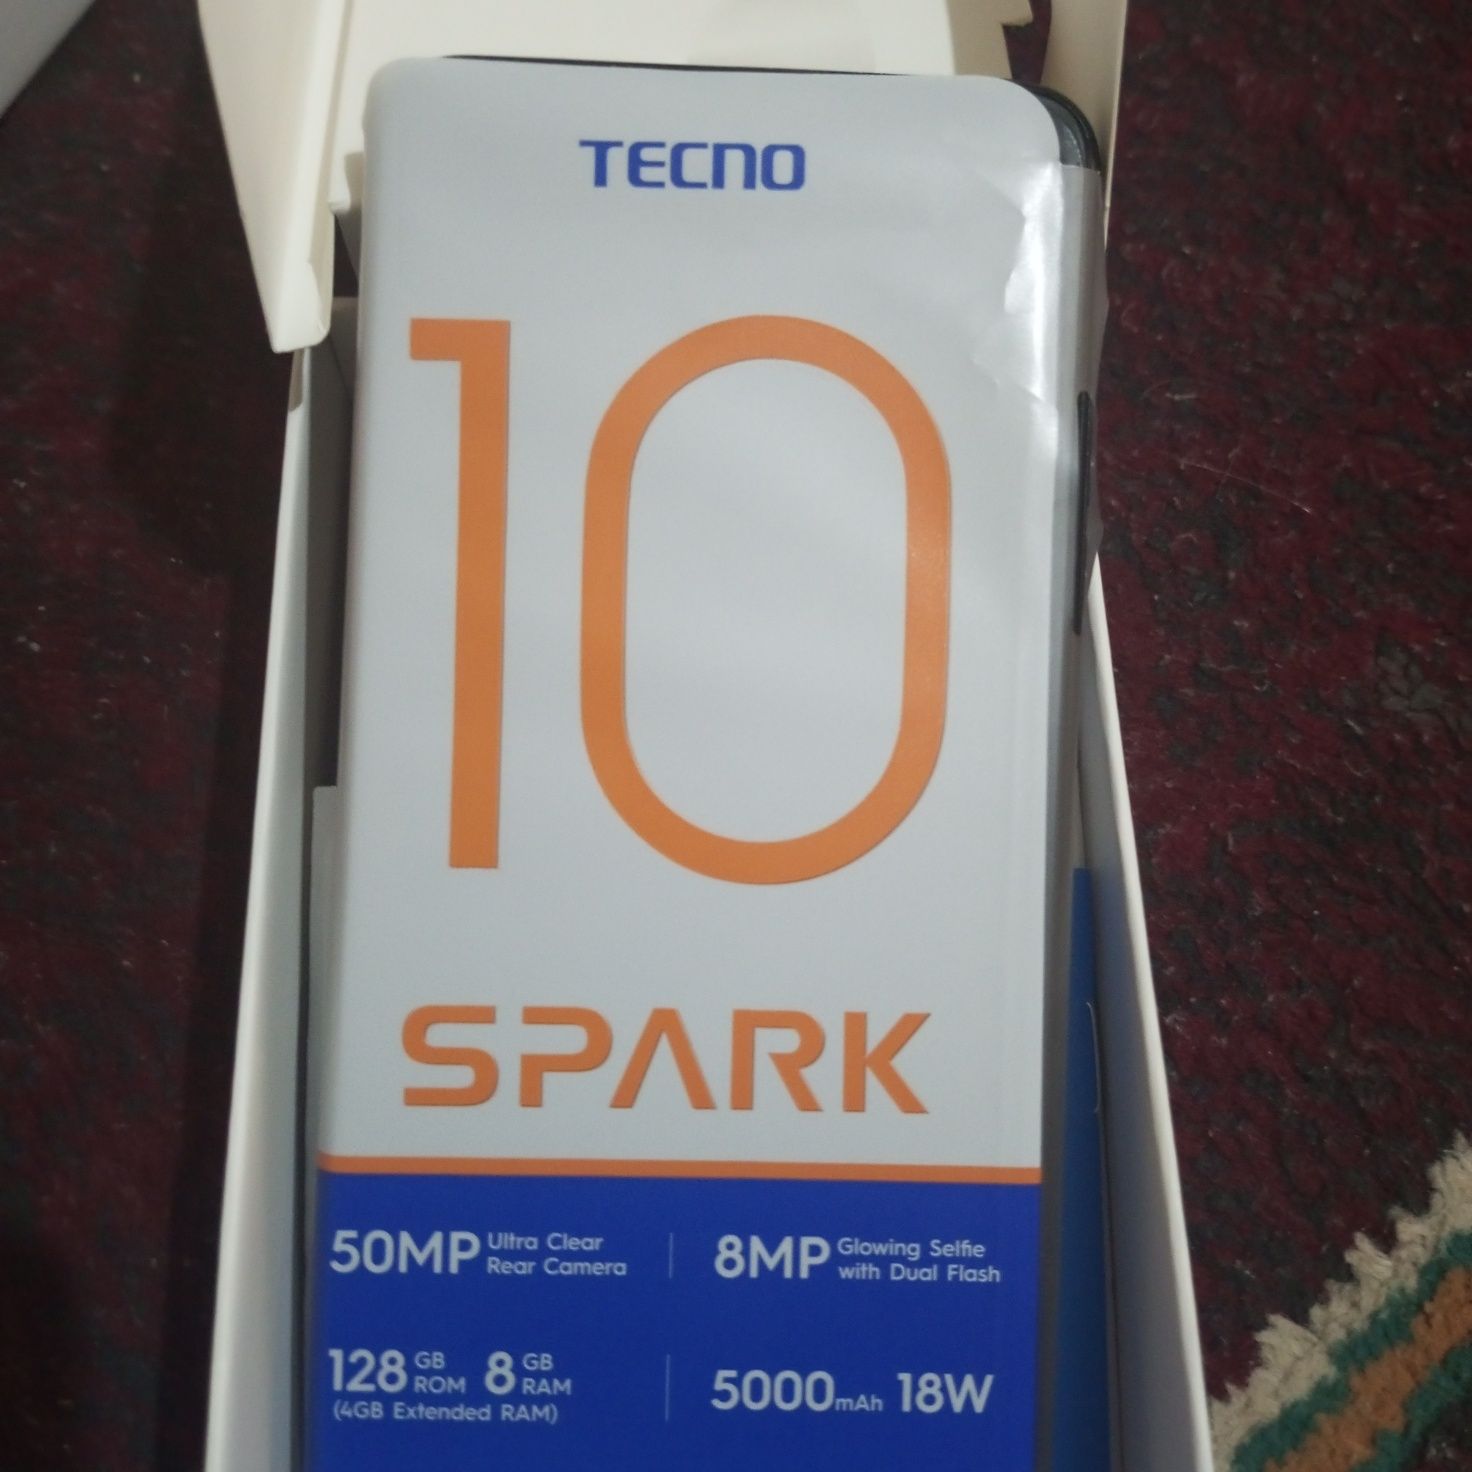 TECNO
10
SPARK
50MP Ultra Clear Rear Camera
8MP Glowing Selfie with Dual Flash
128 GB ROM 8 GB RAM
(4GB Extended RAM)
5000mAh 18W